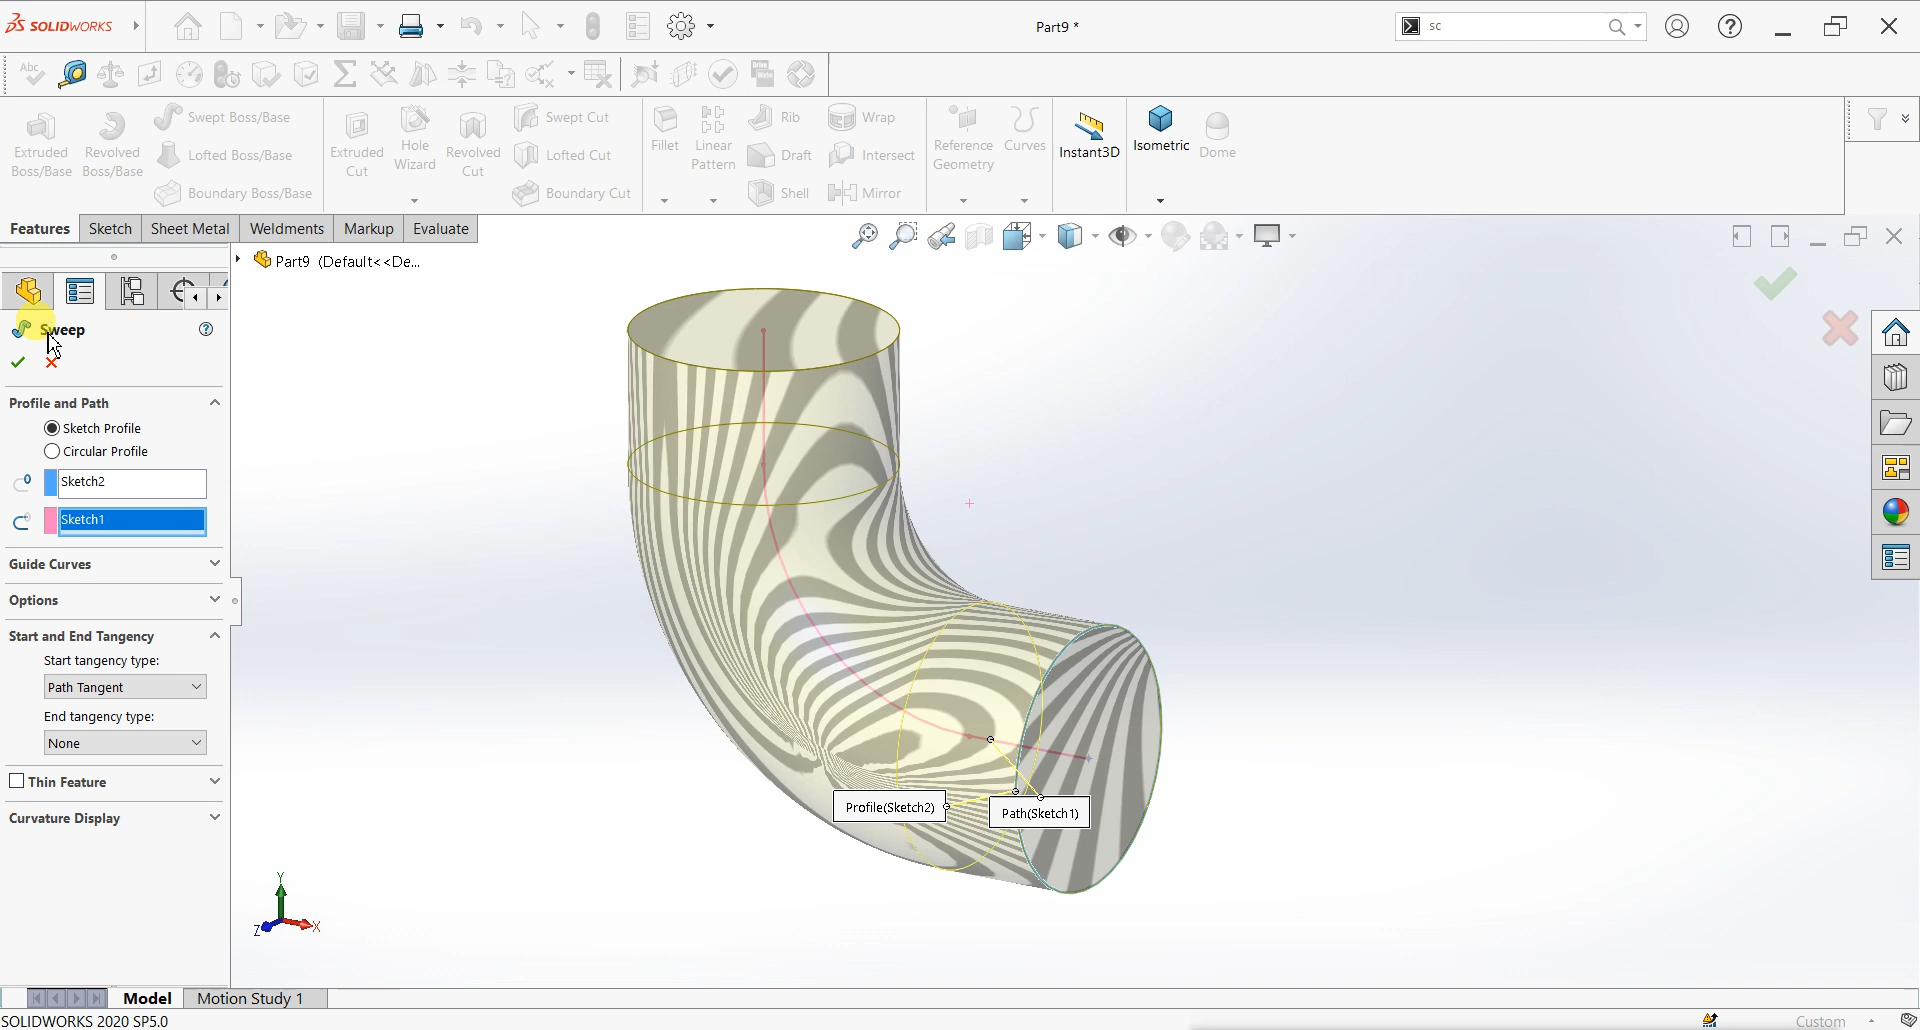 SOLIDWORKS
Part9 *
sc
Abc
Extruded Boss/Base
Revolved Boss/Base
Swept Boss/Base
Lofted Boss/Base
Boundary Boss/Base
Extruded Cut
Hole Wizard
Revolved Cut
Swept Cut
Lofted Cut
Boundary Cut
Fillet
Linear Pattern
Rib
Draft
Shell
Wrap
Intersect
Mirror
Reference Geometry
Curves
Instant3D
Isometric
Dome
Features
Sketch
Sheet Metal
Weldments
Markup
Evaluate
Part9 (Default<<De...
Sweep
Profile and Path
Sketch Profile
Circular Profile
Sketch2
Sketch1
Guide Curves
Options
Start and End Tangency
Start tangency type:
Path Tangent
End tangency type:
None
Thin Feature
Curvature Display
Profile(Sketch2)
Path(Sketch1)
Y
X
Z
Model
Motion Study 1
SOLIDWORKS 2020 SP5.0
Custom